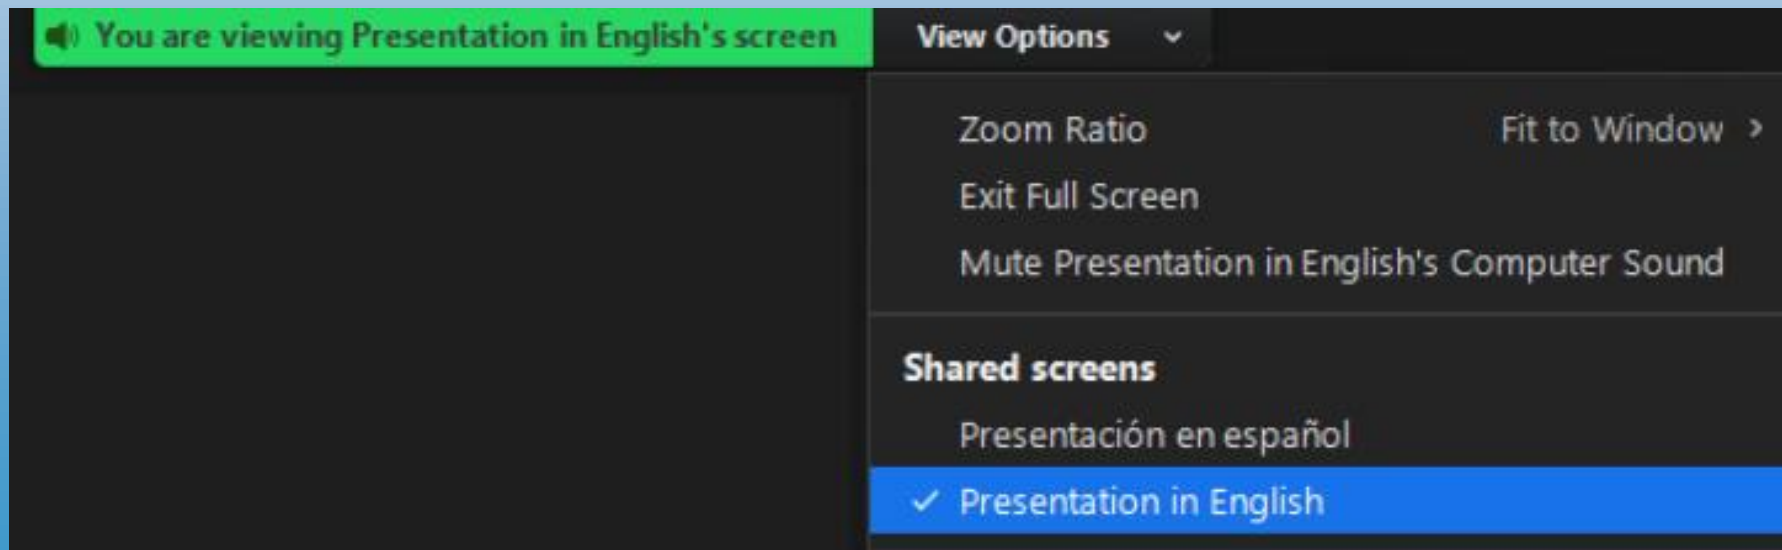 You are viewing Presentation in English's screen
View Options
Zoom Ratio Fit to Window
Exit Full Screen
Mute Presentation in English's Computer Sound
Shared screens
Presentación en español
Presentation in English